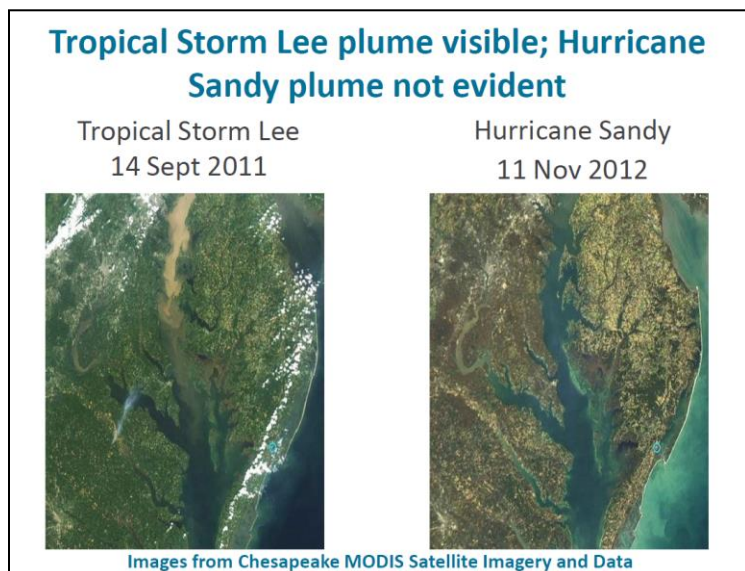 Tropical Storm Lee plume visible; Hurricane
Sandy plume not evident
Tropical Storm Lee
14 Sept 2011
Hurricane Sandy
11 Nov 2012
Images from Chesapeake MODIS Satellite Imagery and Data